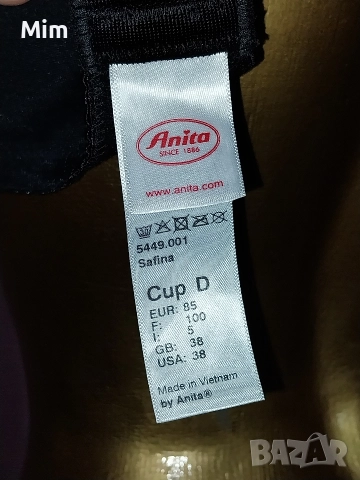 Mim
Anita
SINCE 1886
www.anita.com
5449.001
Safina
Cup D
EUR: 85
F: 100
I: 5
GB: 38
USA: 38
Made in Vietnam
by Anita®
BAZAR